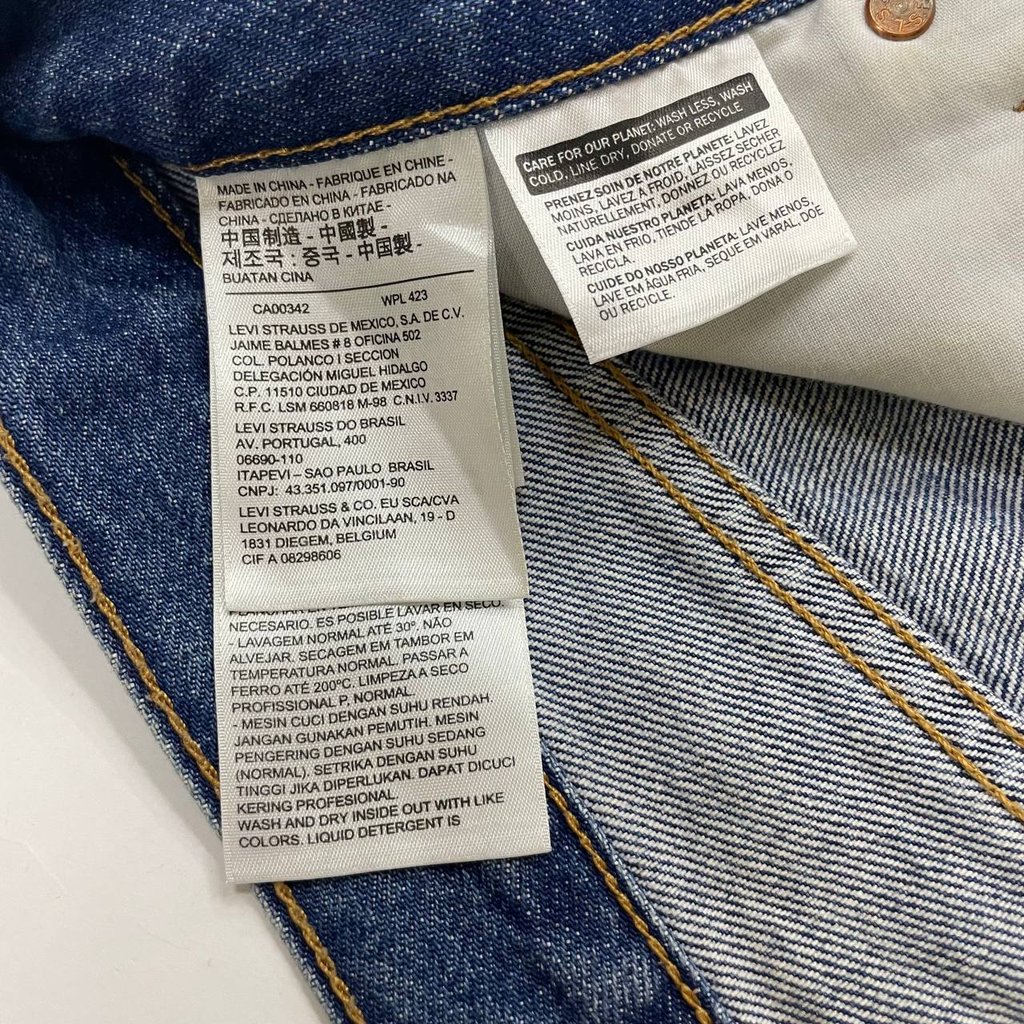 MADE IN CHINA - FABRIQUE EN CHINE -
FABRICADO EN CHINA - FABRICADO NA
CHINA - СДЕЛАНО В КИТАЕ -
中国制造 - 中國製 -
제조국 : 중국 - 中国製 -
BUATAN CINA
CA00342 WPL 423
LEVI STRAUSS DE MEXICO, S.A. DE C.V.
JAIME BALMES # 8 OFICINA 502
COL. POLANCO I SECCION
DELEGACIÓN MIGUEL HIDALGO
C.P. 11510 CIUDAD DE MEXICO
R.F.C. LSM 660818 M-98 C.N.I.V. 3337
LEVI STRAUSS DO BRASIL
AV. PORTUGAL, 400
06690-110
ITAPEVI – SAO PAULO BRASIL
CNPJ: 43.351.097/0001-90
LEVI STRAUSS & CO. EU SCA/CVA
LEONARDO DA VINCILAAN, 19 - D
1831 DIEGEM, BELGIUM
CIF A 08298606
NECESARIO. ES POSIBLE LAVAR EN SECO.
- LAVAGEM NORMAL ATÉ 30º. NÃO
ALVEJAR. SECAGEM EM TAMBOR EM
TEMPERATURA NORMAL. PASSAR A
FERRO ATÉ 200ºC. LIMPEZA A SECO
PROFISSIONAL P. NORMAL.
- MESIN CUCI DENGAN SUHU RENDAH.
JANGAN GUNAKAN PEMUTIH. MESIN
PENGERING DENGAN SUHU SEDANG
(NORMAL). SETRIKA DENGAN SUHU
TINGGI JIKA DIPERLUKAN. DAPAT DICUCI
KERING PROFESIONAL.
WASH AND DRY INSIDE OUT WITH LIKE
COLORS. LIQUID DETERGENT IS
CARE FOR OUR PLANET: WASH LESS, WASH
COLD, LINE DRY, DONATE OR RECYCLE
PRENEZ SOIN DE NOTRE PLANETE: LAVEZ
MOINS, LAVEZ À FROID, LAISSEZ SECHER
NATURELLEMENT, DONNEZ OU RECYCLEZ
CUIDA NUESTRO PLANETA: LAVA MENOS,
LAVA EN FRIO, TIENDE LA ROPA, DONA O
RECICLA.
CUIDE DO NOSSO PLANETA: LAVE MENOS,
LAVE EM ÁGUA FRIA, SEQUE EM VARAL, DOE
OU RECICLE.